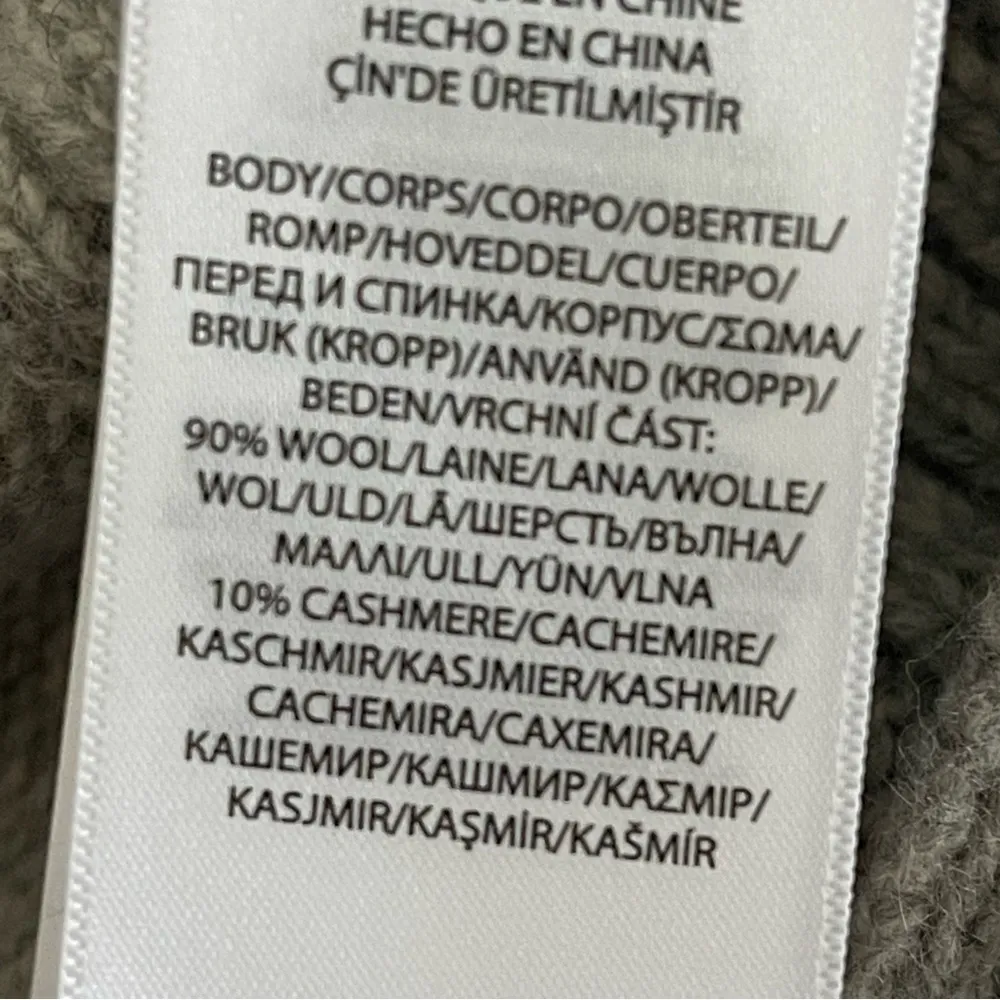 EN CHINE
HECHO EN CHINA
ÇİN'DE ÜRETİLMİŞTİR
BODY/CORPS/CORPO/OBERTEIL/
ROMP/HOVEDDEL/CUERPO/
ПЕРЕД И СПИНКА/КОРПУС/ΣΩΜΑ/
BRUK (KROPP)/ANVÄND (KROPP)/
BEDEN/VRCHNÍ ČÁST:
90% WOOL/LAINE/LANA/WOLLE/
WOL/ULD/LÃ/ШЕРСТЬ/ВЪЛНА/
ΜΑΛΛΙ/ULL/YÜN/VLNA
10% CASHMERE/CACHEMIRE/
KASCHMIR/KASJMIER/KASHMIR/
CACHEMIRA/CAXEMIRA/
КАШЕМИР/КАШМИР/ΚΑΣΜΙΡ/
KASJMIR/KAŞMİR/KAŠMÍR